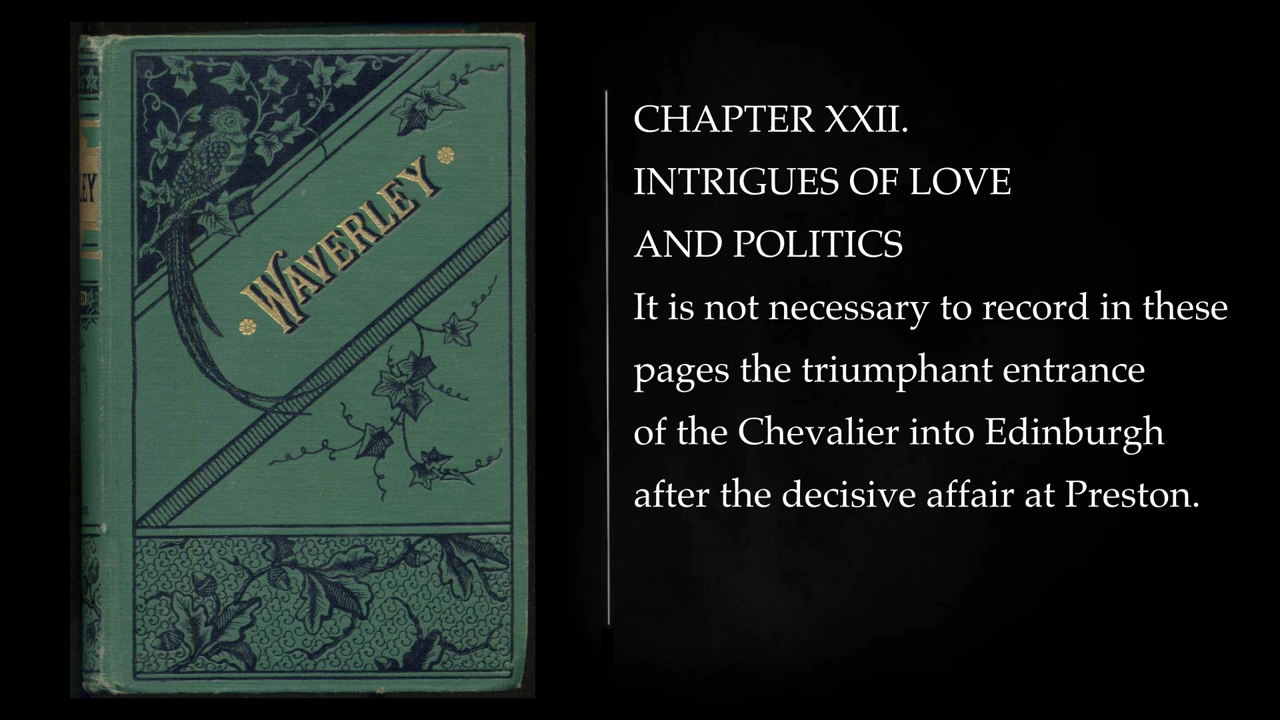 WAVERLEY
EY
CHAPTER XXII.
INTRIGUES OF LOVE
AND POLITICS
It is not necessary to record in these
pages the triumphant entrance
of the Chevalier into Edinburgh
after the decisive affair at Preston.